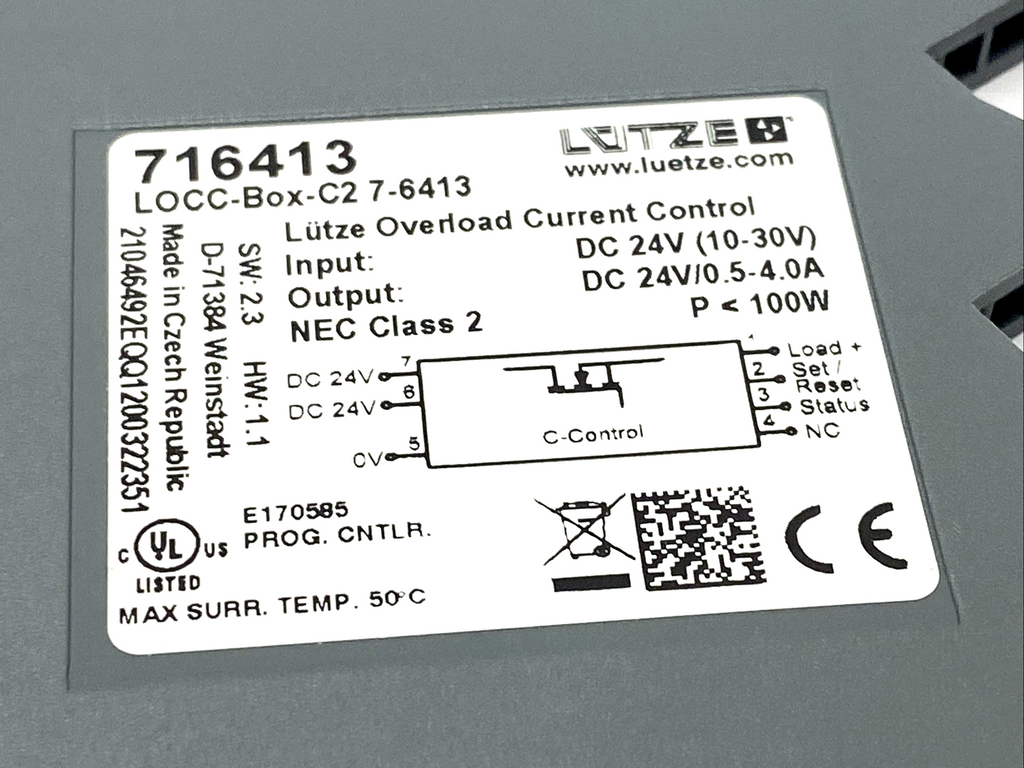 716413
LOCC-Box-C2 7-6413
LÜTZE
www.luetze.com
Lütze Overload Current Control
Input: DC 24V (10-30V)
Output: DC 24V/0.5-4.0A
NEC Class 2 P < 100W
SW: 2.3 HW: 1.1
D-71384 Weinstadt
Made in Czech Republic
21046492EQQ1200322351
DC 24V 7
DC 24V 6
0V 5
C-Control
1 Load +
2 Set /
Reset
3 Status
4 NC
E170585
PROG. CNTLR.
C UL US
LISTED
MAX SURR. TEMP. 50°C
CE